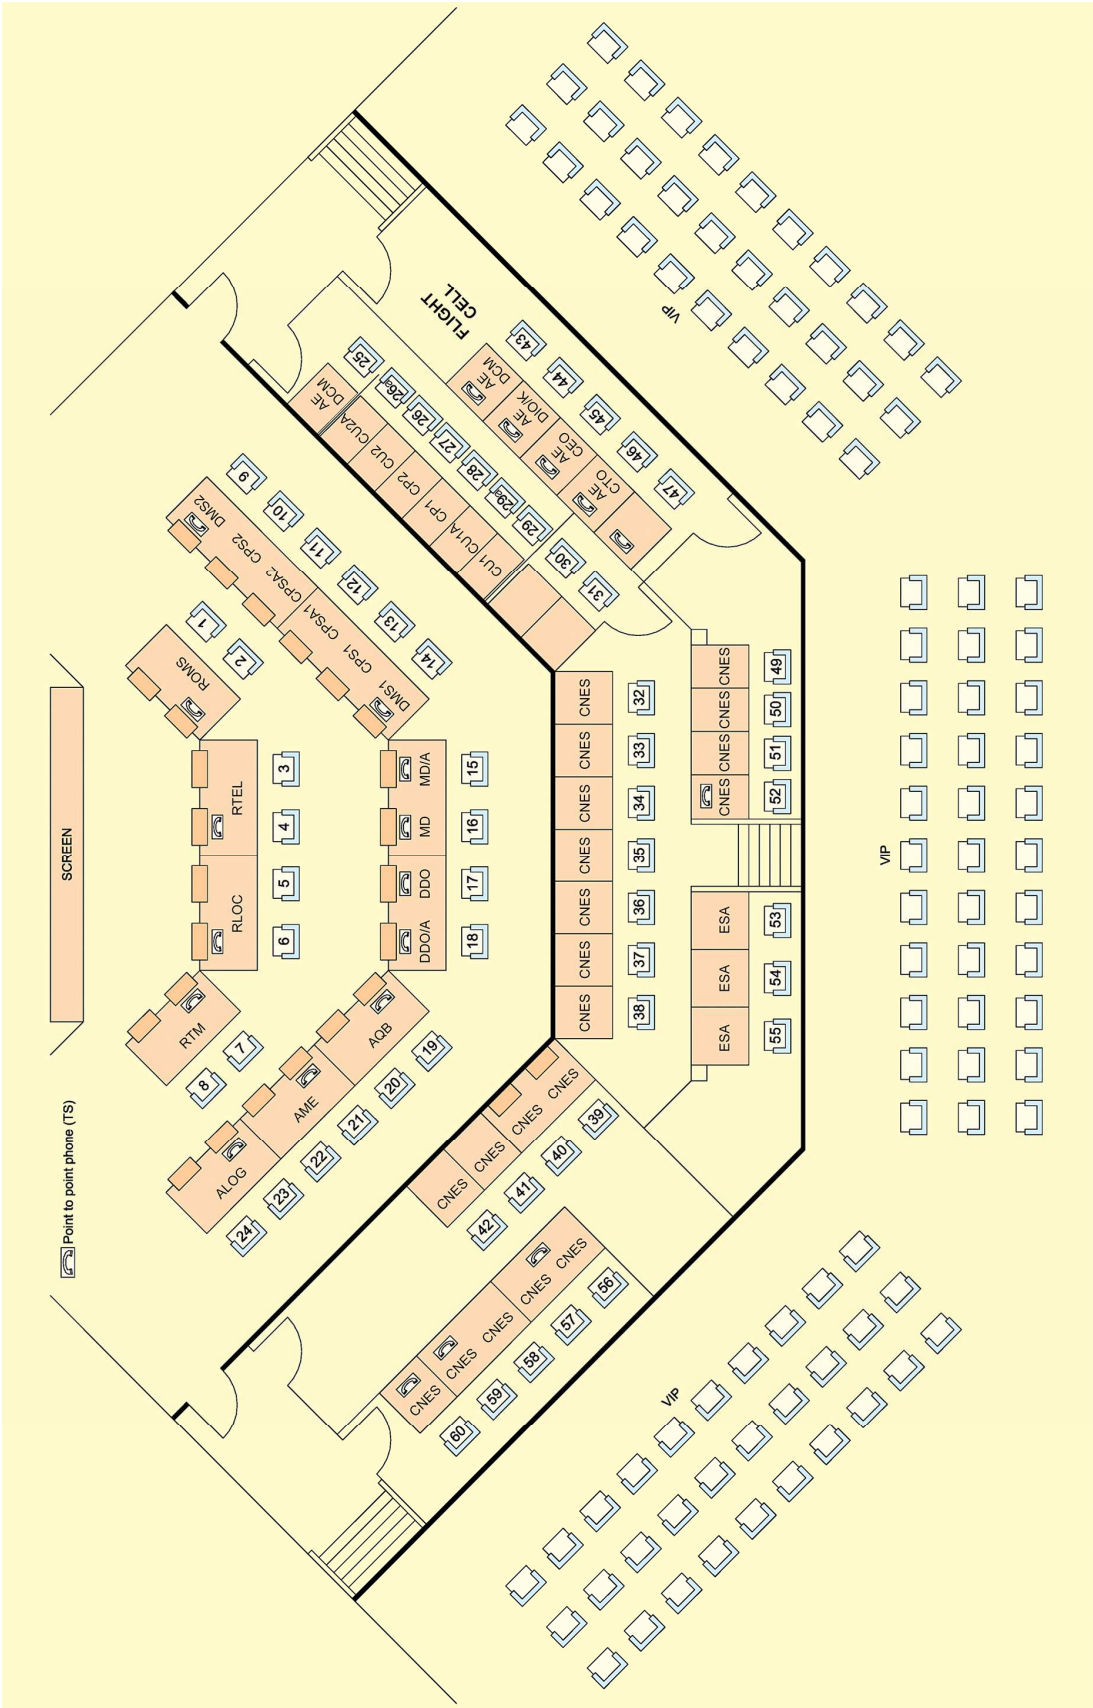 SCREEN
Point to point phone (TS)
ROMS
1
2
RTEL
3
4
RLOC
5
6
RTM
7
8
DMS2
CPS2
CPSA2
CPSA1
CPS1
DMS1
9
10
11
12
13
14
MD/A
MD
DDO
DDO/A
15
16
17
18
AQB
AME
ALOG
19
20
21
22
23
24
AE
DCM
CU2A
CU2
CP2
CP1
CU1A
CU1
25
26a
26
27
28
29a
29
30
31
FLIGHT
CELL
AE
DCM
AE
DIO/K
AE
CEO
AE
CTO
43
44
45
46
47
CNES
CNES
CNES
CNES
CNES
CNES
CNES
32
33
34
35
36
37
38
CNES
CNES
CNES
CNES
39
40
41
42
CNES
CNES
CNES
CNES
49
50
51
52
ESA
ESA
ESA
53
54
55
CNES
CNES
CNES
CNES
CNES
56
57
58
59
60
VIP
VIP
VIP